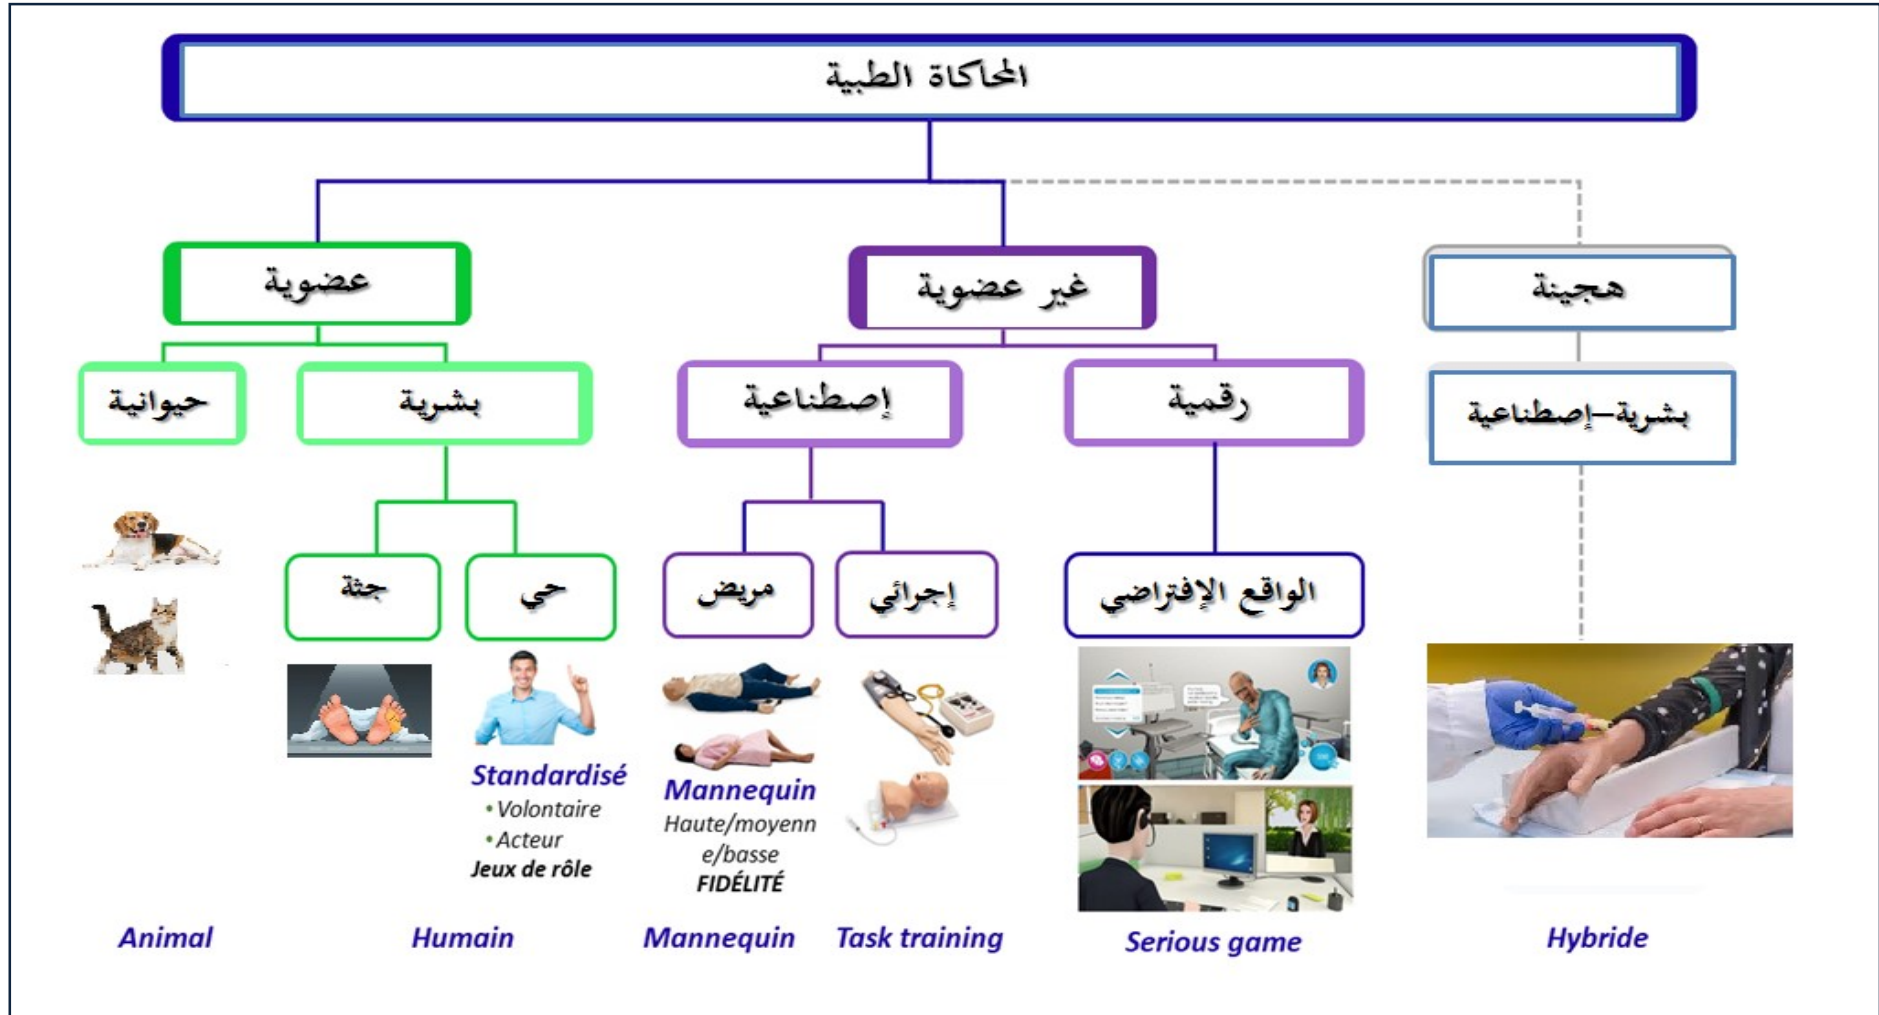 المحاكاة الطبية
عضوية
غير عضوية
هجينة
حيوانية
بشرية
إصطناعية
رقمية
بشرية–إصطناعية
جثة
حي
مريض
إجرائي
الواقع الإفتراضي
Standardisé
• Volontaire
• Acteur
Jeux de rôle
Mannequin
Haute/moyenn
e/basse
FIDÉLITÉ
Animal
Humain
Mannequin
Task training
Serious game
Hybride